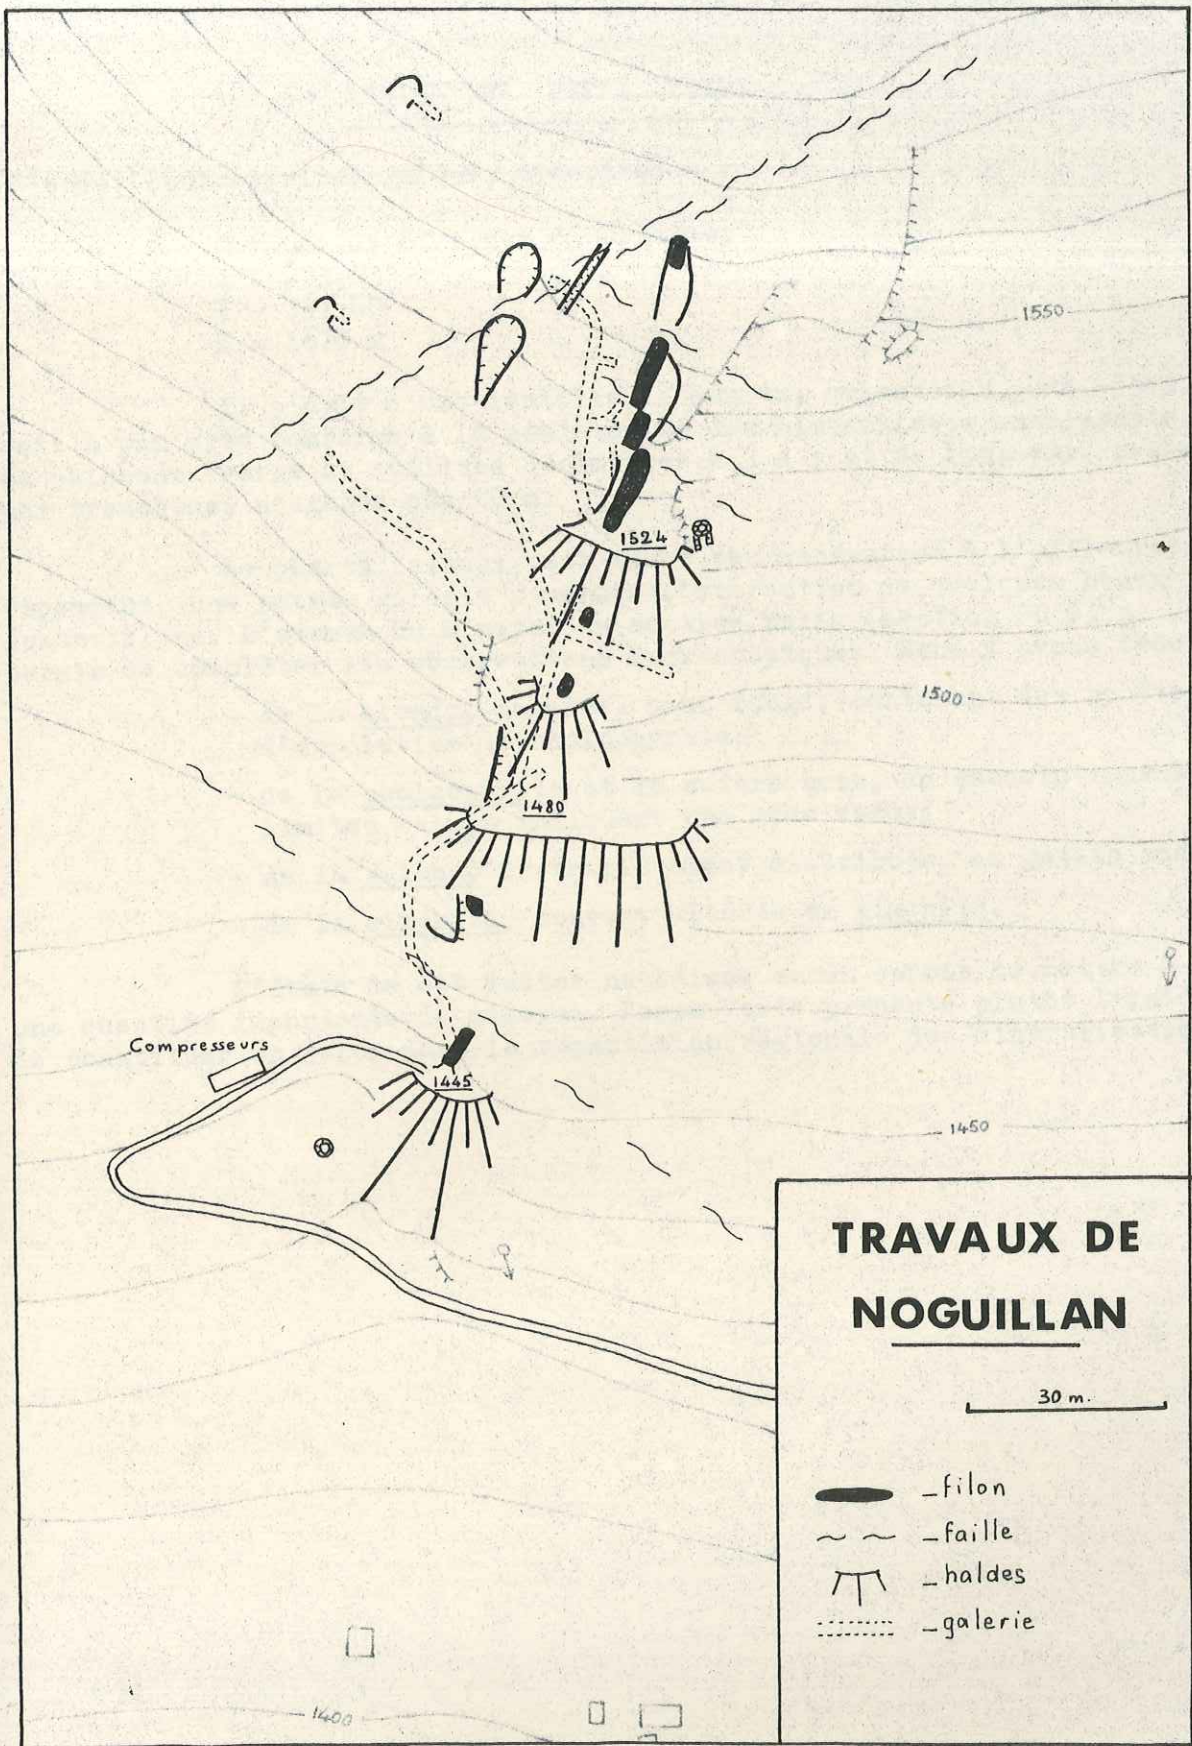 1550
1524
1500
1480
Compresseurs
1445
1450
TRAVAUX DE
NOGUILLAN
30 m.
_filon
_faille
_haldes
_galerie
1400